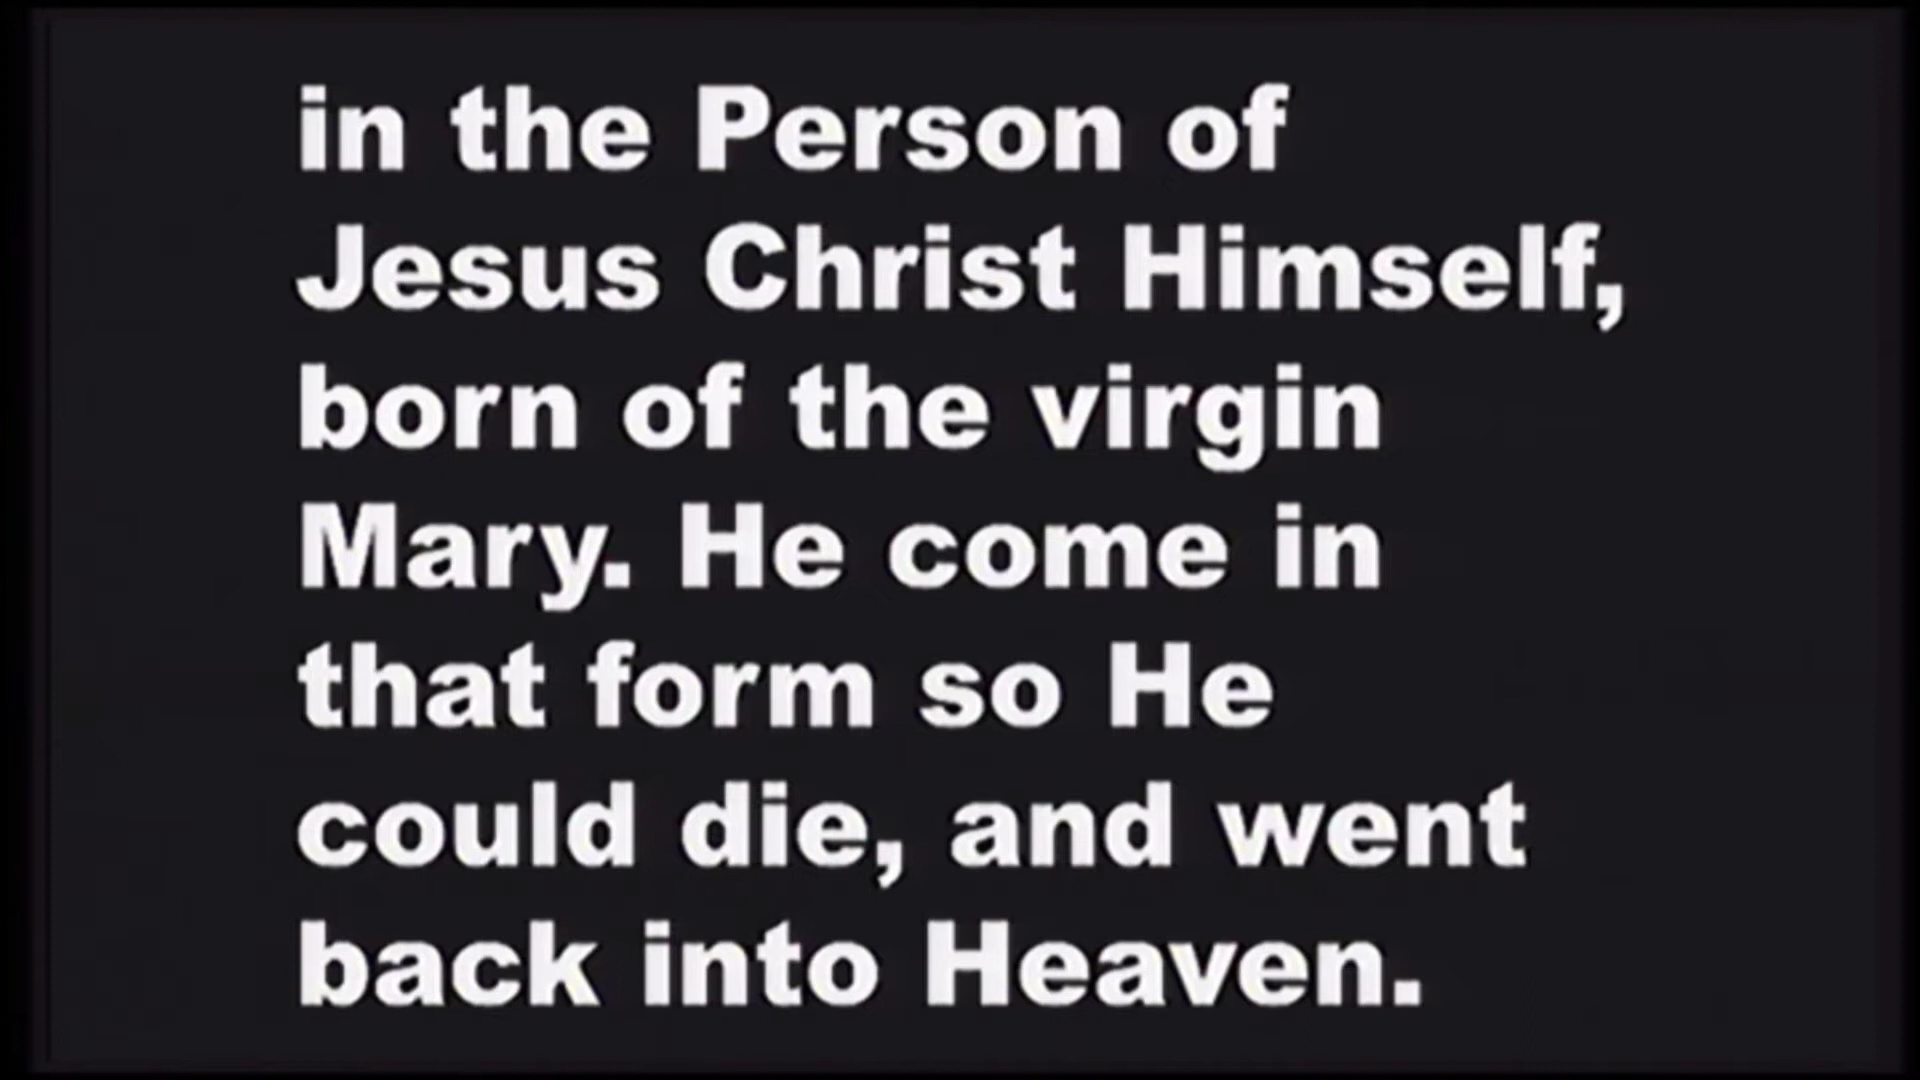 in the Person of
Jesus Christ Himself,
born of the virgin
Mary. He come in
that form so He
could die, and went
back into Heaven.